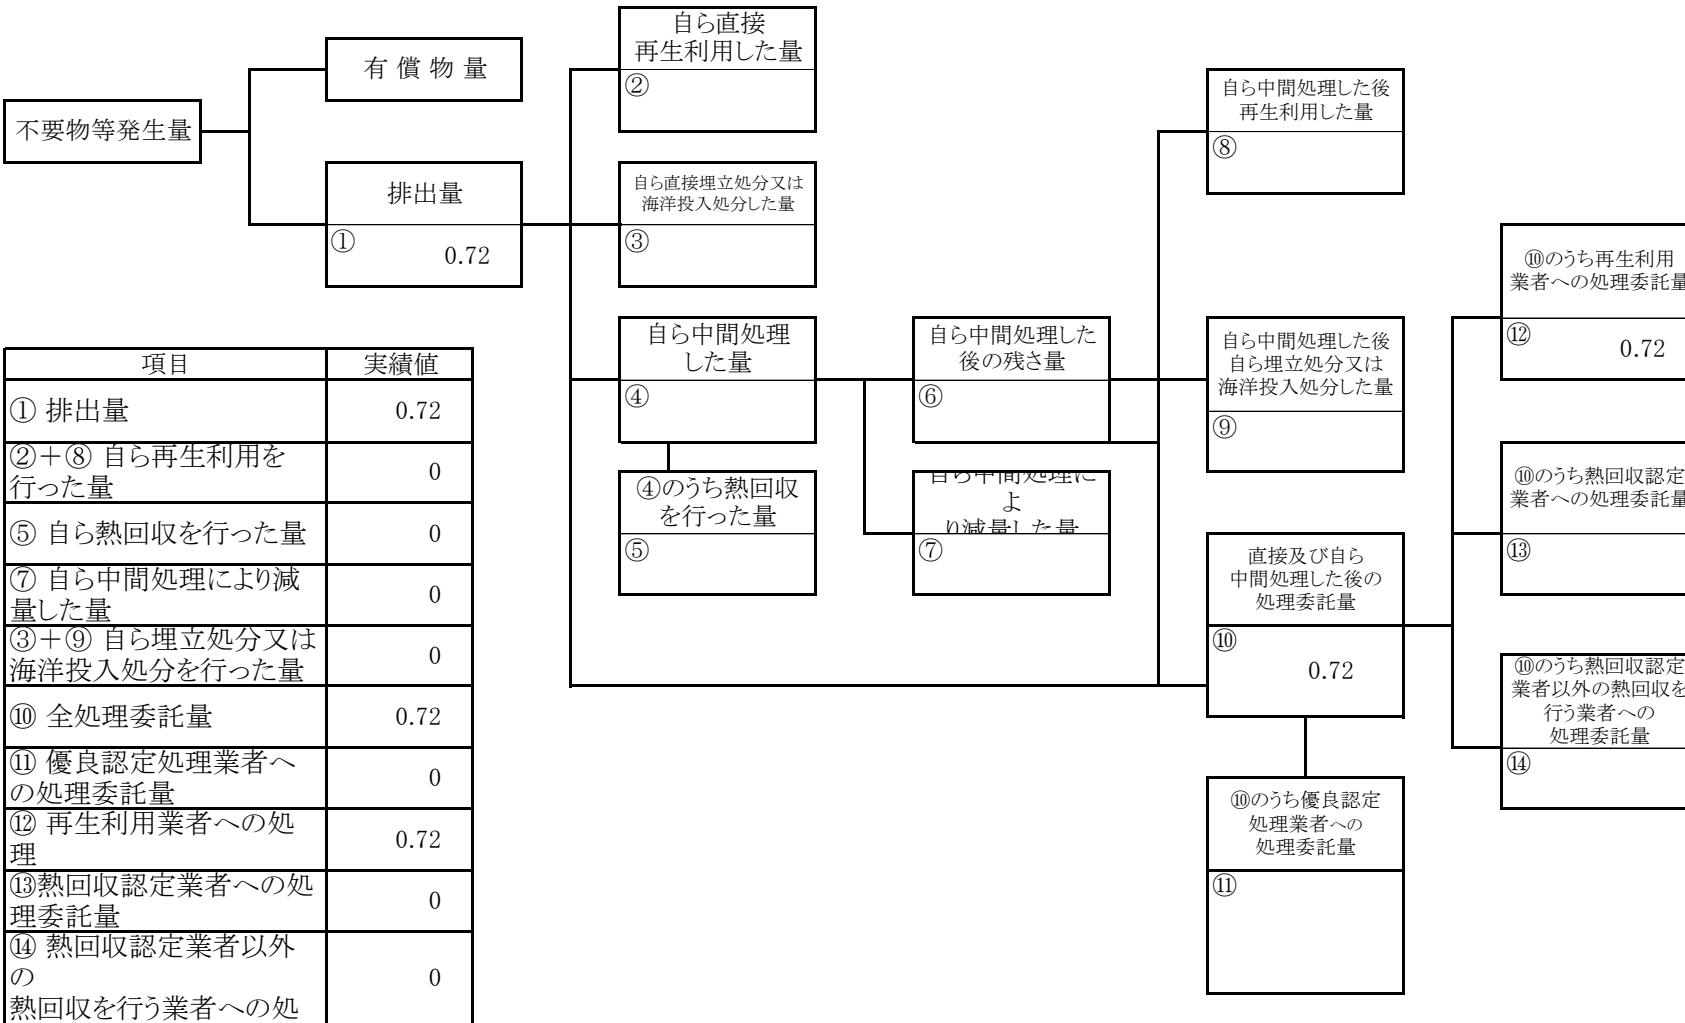 不要物等発生量
有 償 物 量
排出量
①
0.72
自ら直接
再生利用した量
②
自ら直接埋立処分又は
海洋投入処分した量
③
自ら中間処理
した量
④
④のうち熱回収
を行った量
⑤
自ら中間処理した
後の残さ量
⑥
自ら中間処理に
よ
り減量した量
⑦
自ら中間処理した後
再生利用した量
⑧
自ら中間処理した後
自ら埋立処分又は
海洋投入処分した量
⑨
直接及び自ら
中間処理した後の
処理委託量
⑩
0.72
⑩のうち優良認定
処理業者への
処理委託量
⑪
⑩のうち再生利用
業者への処理委託量
⑫
0.72
⑩のうち熱回収認定
業者への処理委託量
⑬
⑩のうち熱回収認定
業者以外の熱回収を
行う業者への
処理委託量
⑭
項目 実績値
① 排出量 0.72
②＋⑧ 自ら再生利用を
行った量 0
⑤ 自ら熱回収を行った量 0
⑦ 自ら中間処理により減
量した量 0
③＋⑨ 自ら埋立処分又は
海洋投入処分を行った量 0
⑩ 全処理委託量 0.72
⑪ 優良認定処理業者へ
の処理委託量 0
⑫ 再生利用業者への処
理 0.72
⑬熱回収認定業者への処
理委託量 0
⑭ 熱回収認定業者以外
の 0
熱回収を行う業者への処